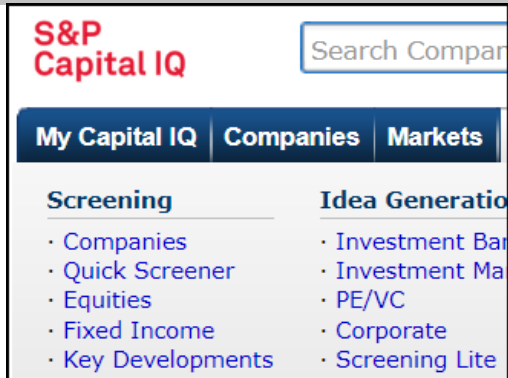 S&P
Capital IQ
Search Compan
My Capital IQ Companies Markets
Screening
· Companies
· Quick Screener
· Equities
· Fixed Income
· Key Developments
Idea Generatio
· Investment Ban
· Investment Ma
· PE/VC
· Corporate
· Screening Lite